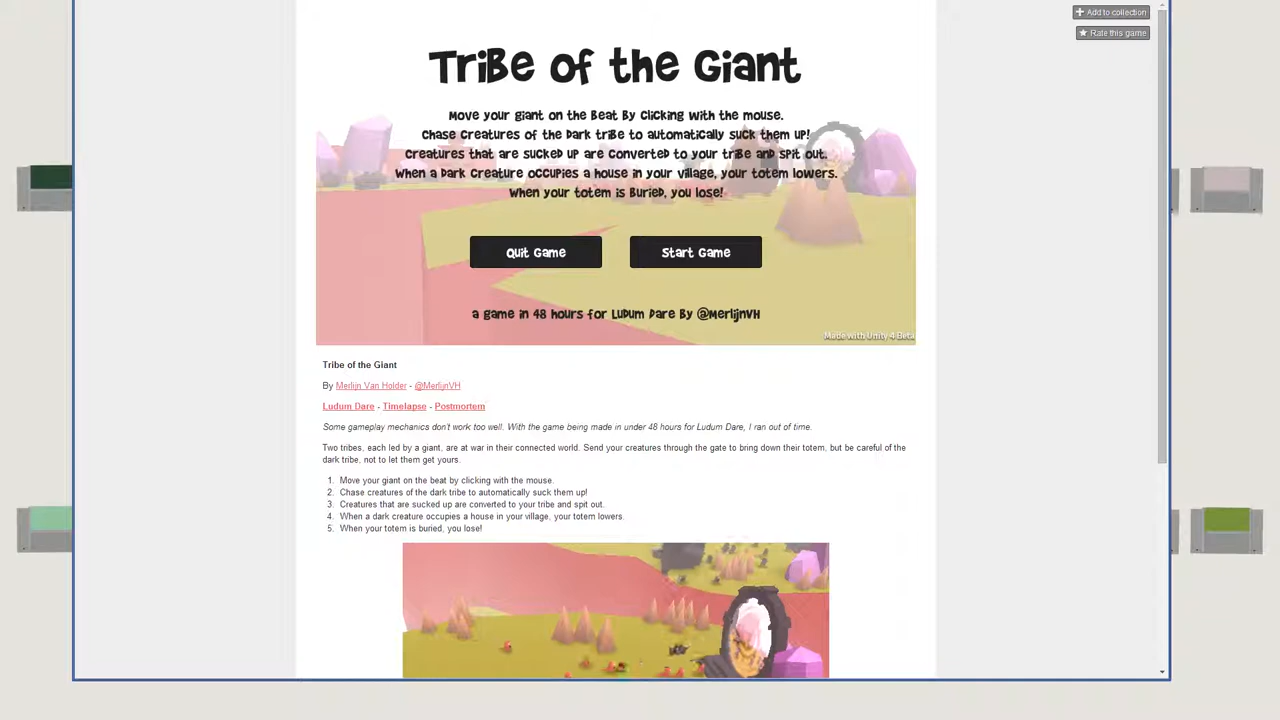 Add to collection
Rate this game
Tribe of the Giant
Move your giant on the beat by clicking with the mouse.
Chase creatures of the dark tribe to automatically suck them up!
Creatures that are sucked up are converted to your tribe and spit out.
When a dark creature occupies a house in your village, your totem lowers.
When your totem is buried, you lose!
Quit Game
Start Game
a game in 48 hours for Ludum Dare by @MerlijnVH
Made with Unity 4 Beta
Tribe of the Giant
By Merlijn Van Holder - @MerlijnVH
Ludum Dare - Timelapse - Postmortem
Some gameplay mechanics don't work too well. With the game being made in under 48 hours for Ludum Dare, I ran out of time.
Two tribes, each led by a giant, are at war in their connected world. Send your creatures through the gate to bring down their totem, but be careful of the
dark tribe, not to let them get yours.
1. Move your giant on the beat by clicking with the mouse.
2. Chase creatures of the dark tribe to automatically suck them up!
3. Creatures that are sucked up are converted to your tribe and spit out.
4. When a dark creature occupies a house in your village, your totem lowers.
5. When your totem is buried, you lose!